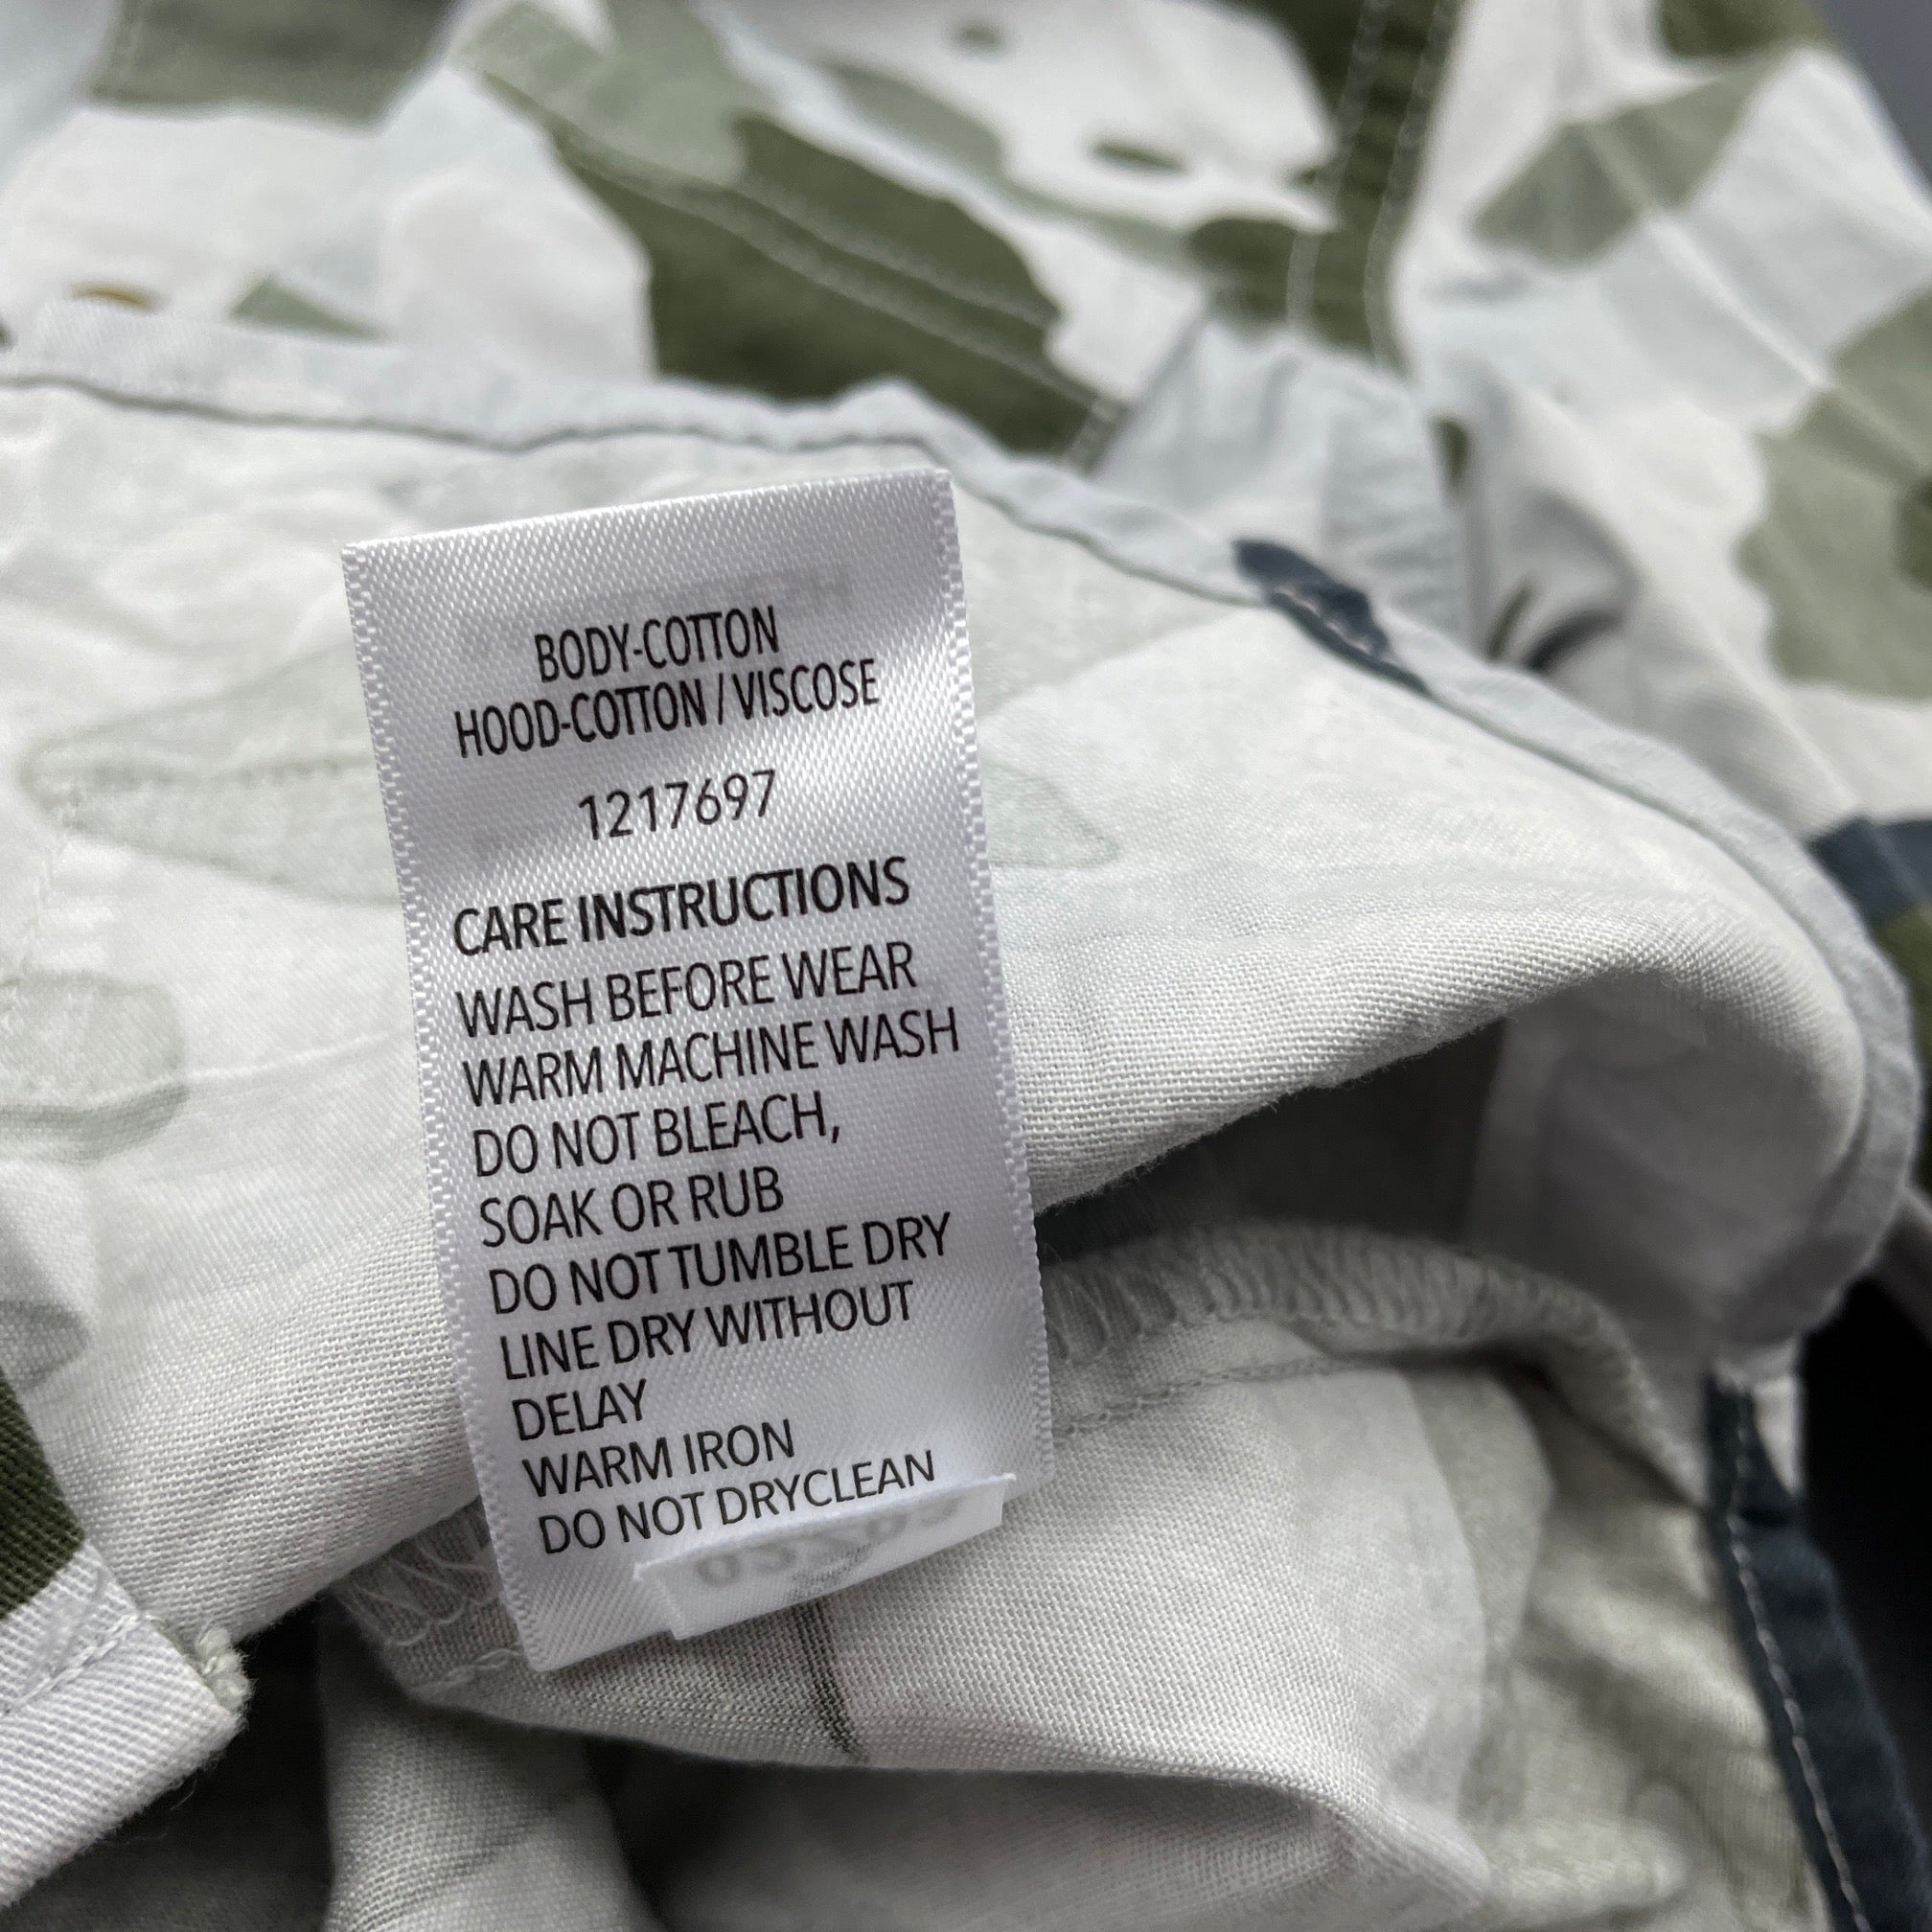 BODY-COTTON
HOOD-COTTON / VISCOSE
1217697
CARE INSTRUCTIONS
WASH BEFORE WEAR
WARM MACHINE WASH
DO NOT BLEACH,
SOAK OR RUB
DO NOT TUMBLE DRY
LINE DRY WITHOUT
DELAY
WARM IRON
DO NOT DRYCLEAN